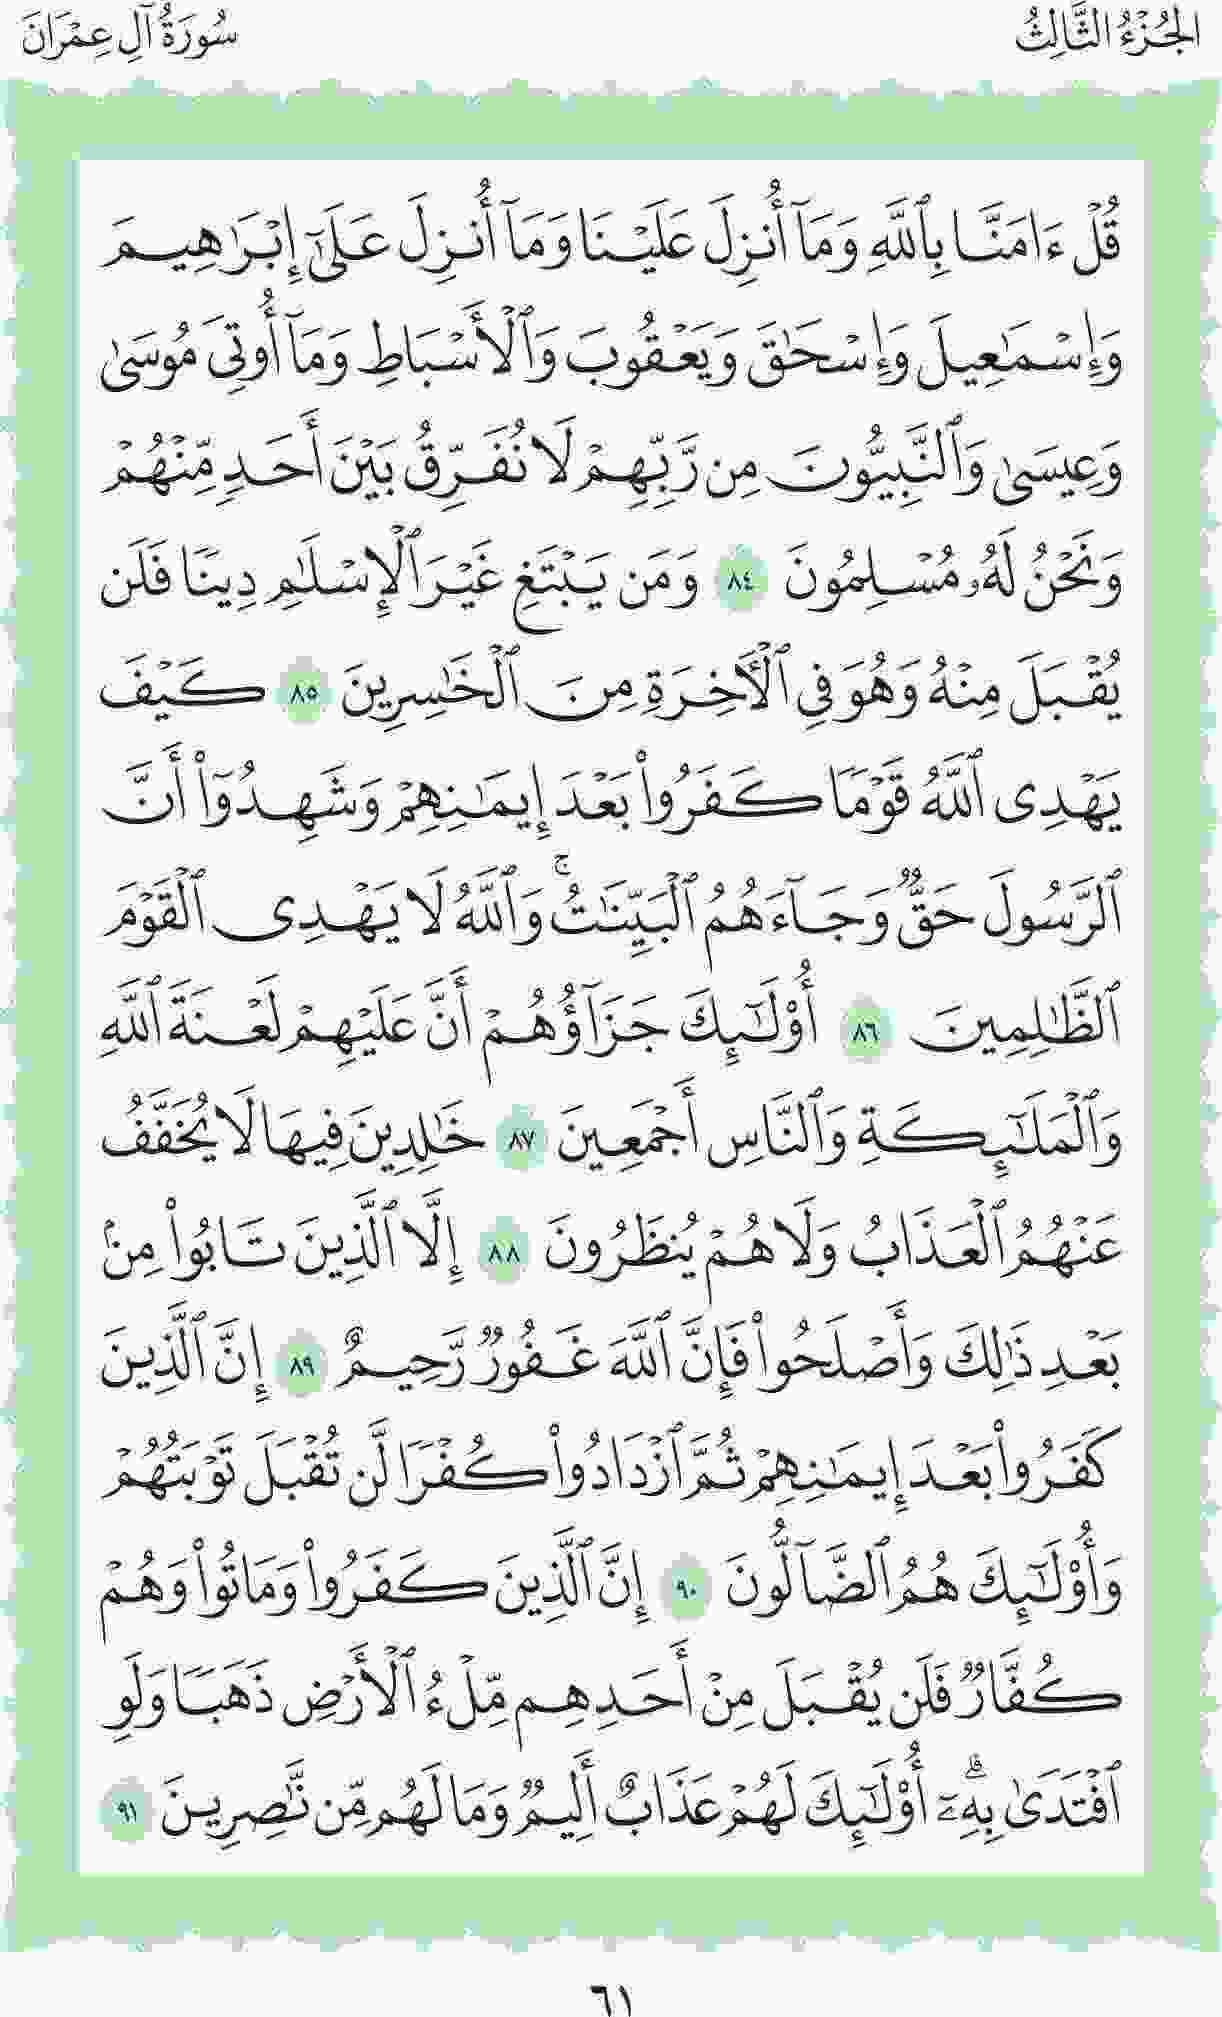 الجُزْءُ الثَّالِثُ
سُورَةُ آلِ عِمْرَانَ
قُلْ ءَامَنَّا بِٱللَّهِ وَمَآ أُنزِلَ عَلَيْنَا وَمَآ أُنزِلَ عَلَىٰٓ إِبْرَٰهِيمَ
وَإِسْمَٰعِيلَ وَإِسْحَٰقَ وَيَعْقُوبَ وَٱلْأَسْبَاطِ وَمَآ أُوتِىَ مُوسَىٰ
وَعِيسَىٰ وَٱلنَّبِيُّونَ مِن رَّبِّهِمْ لَا نُفَرِّقُ بَيْنَ أَحَدٍ مِّنْهُمْ
وَنَحْنُ لَهُۥ مُسْلِمُونَ ٨٤ وَمَن يَبْتَغِ غَيْرَ ٱلْإِسْلَٰمِ دِينًا فَلَن
يُقْبَلَ مِنْهُ وَهُوَ فِى ٱلْأَخِرَةِ مِنَ ٱلْخَٰسِرِينَ ٨٥ كَيْفَ
يَهْدِى ٱللَّهُ قَوْمًا كَفَرُوا۟ بَعْدَ إِيمَٰنِهِمْ وَشَهِدُوٓا۟ أَنَّ
ٱلرَّسُولَ حَقٌّ وَجَآءَهُمُ ٱلْبَيِّنَٰتُ ۚ وَٱللَّهُ لَا يَهْدِى ٱلْقَوْمَ
ٱلظَّٰلِمِينَ ٨٦ أُو۟لَٰٓئِكَ جَزَآؤُهُمْ أَنَّ عَلَيْهِمْ لَعْنَةَ ٱللَّهِ
وَٱلْمَلَٰٓئِكَةِ وَٱلنَّاسِ أَجْمَعِينَ ٨٧ خَٰلِدِينَ فِيهَا لَا يُخَفَّفُ
عَنْهُمُ ٱلْعَذَابُ وَلَا هُمْ يُنظَرُونَ ٨٨ إِلَّا ٱلَّذِينَ تَابُوا۟ مِنۢ
بَعْدِ ذَٰلِكَ وَأَصْلَحُوا۟ فَإِنَّ ٱللَّهَ غَفُورٌ رَّحِيمٌ ٨٩ إِنَّ ٱلَّذِينَ
كَفَرُوا۟ بَعْدَ إِيمَٰنِهِمْ ثُمَّ ٱزْدَادُوا۟ كُفْرًا لَّن تُقْبَلَ تَوْبَتُهُمْ
وَأُو۟لَٰٓئِكَ هُمُ ٱلضَّآلُّونَ ٩٠ إِنَّ ٱلَّذِينَ كَفَرُوا۟ وَمَاتُوا۟ وَهُمْ
كُفَّارٌ فَلَن يُقْبَلَ مِنْ أَحَدِهِم مِّلْءُ ٱلْأَرْضِ ذَهَبًا وَلَوِ
ٱفْتَدَىٰ بِهِۦٓ ۗ أُو۟لَٰٓئِكَ لَهُمْ عَذَابٌ أَلِيمٌ وَمَا لَهُم مِّن نَّٰصِرِينَ ٩١
٦١